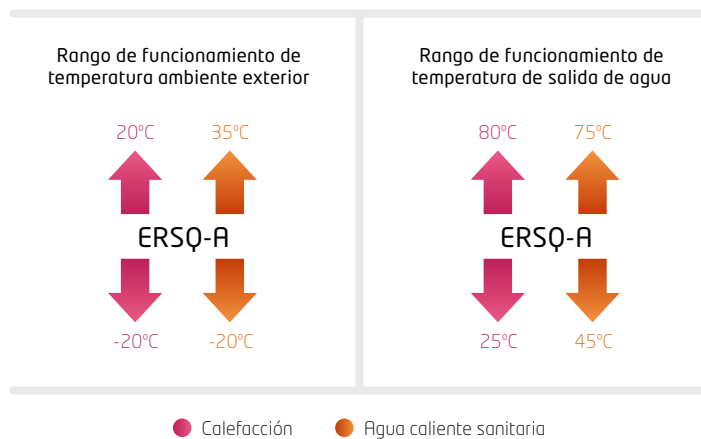 Rango de funcionamiento de
temperatura ambiente exterior
20ºC 35ºC
ERSQ-A
-20ºC -20ºC
Rango de funcionamiento de
temperatura de salida de agua
80ºC 75ºC
ERSQ-A
25ºC 45ºC
Calefacción Agua caliente sanitaria